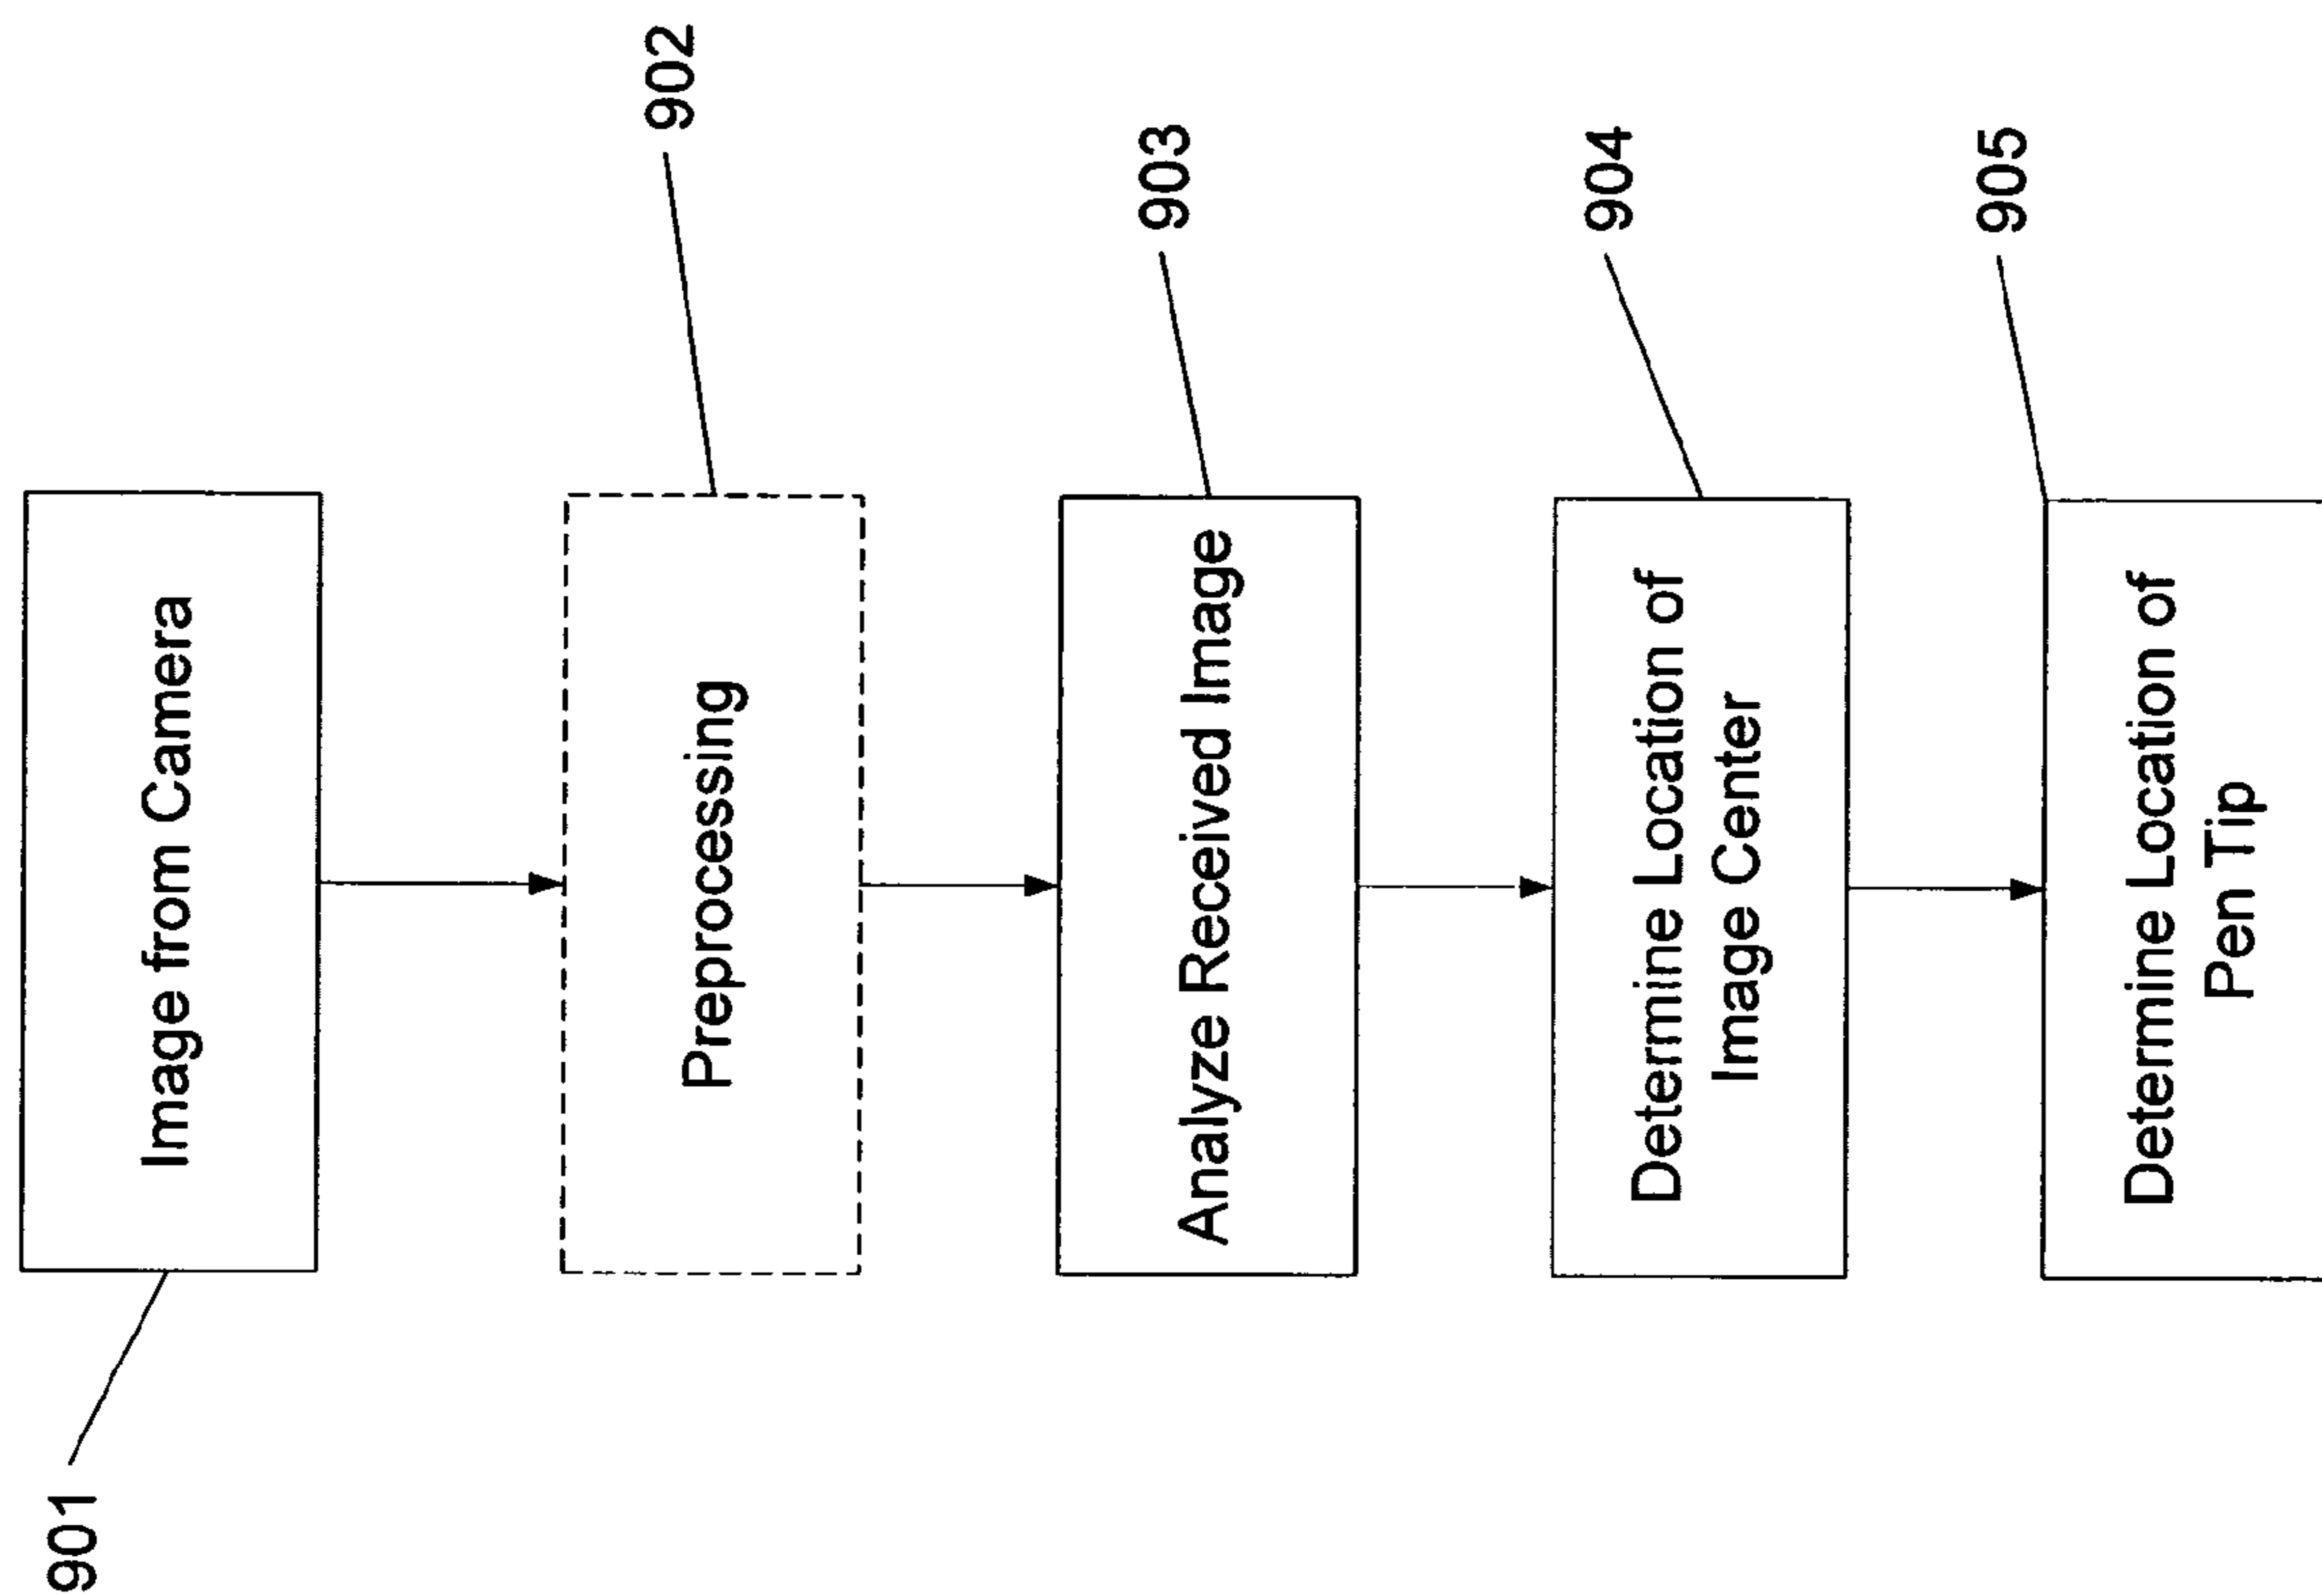 901
Image from Camera
902
Preprocessing
903
Analyze Received Image
904
Determine Location of
Image Center
905
Determine Location of
Pen Tip